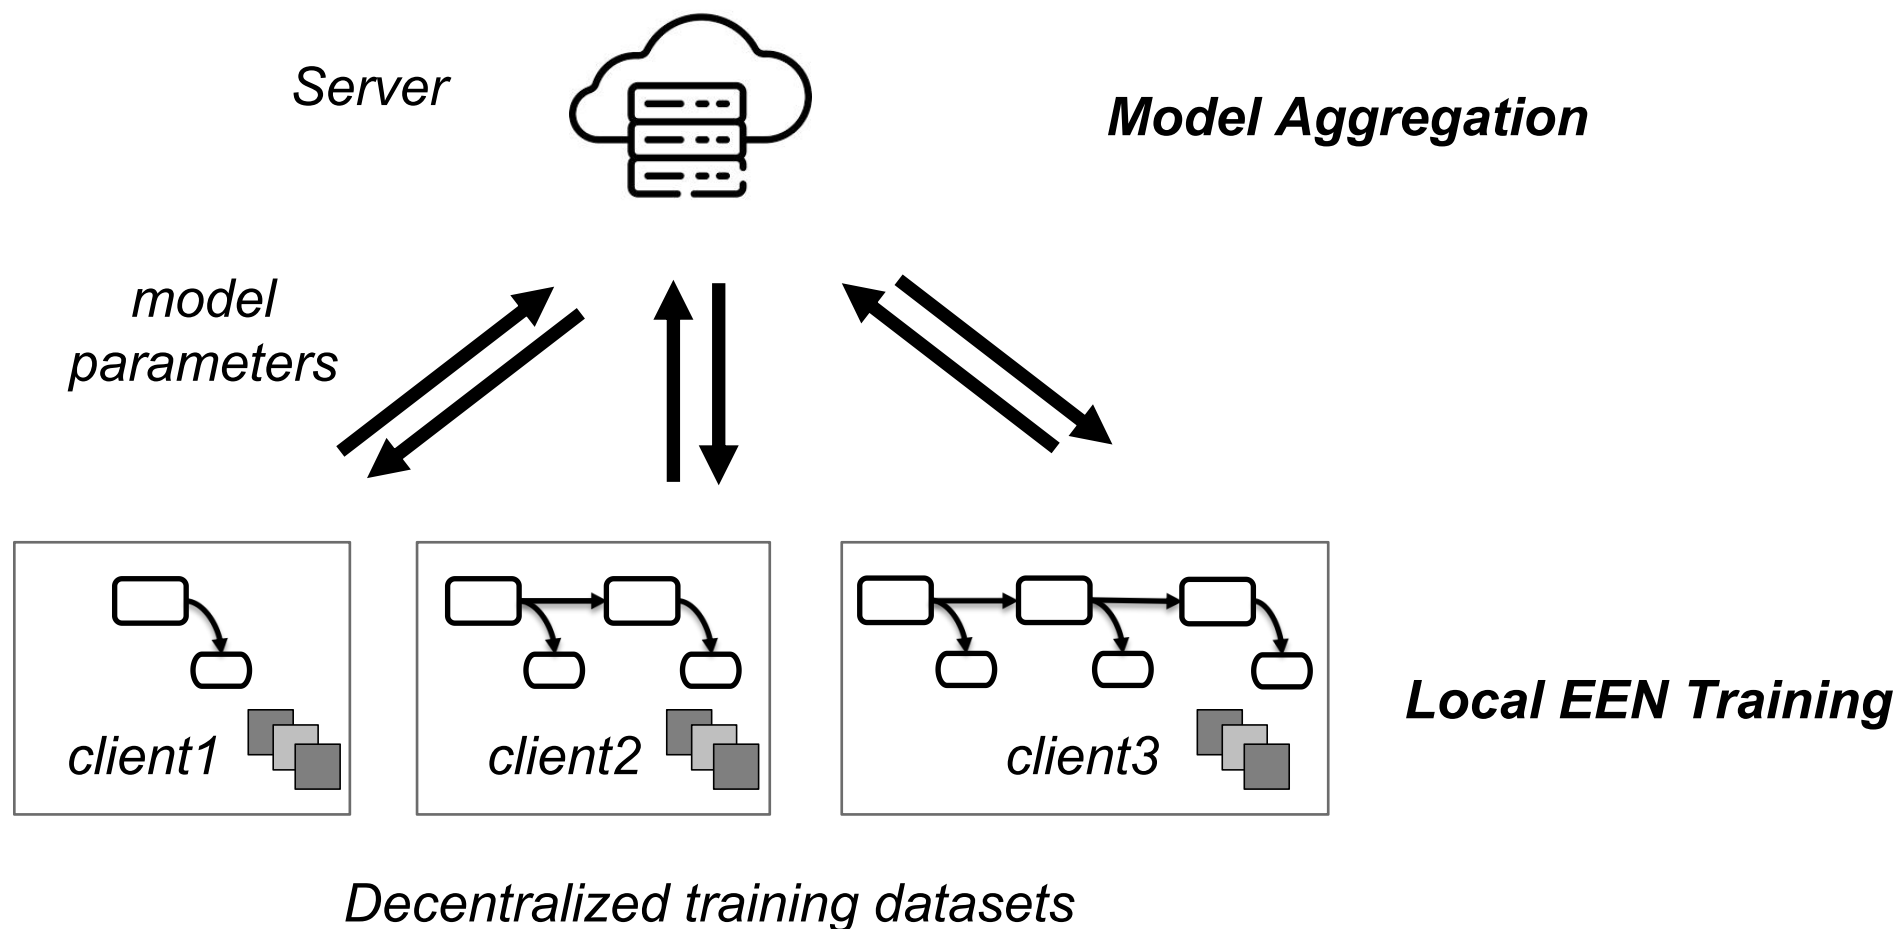 Server
Model Aggregation
model
parameters
client1
client2
client3
Local EEN Training
Decentralized training datasets